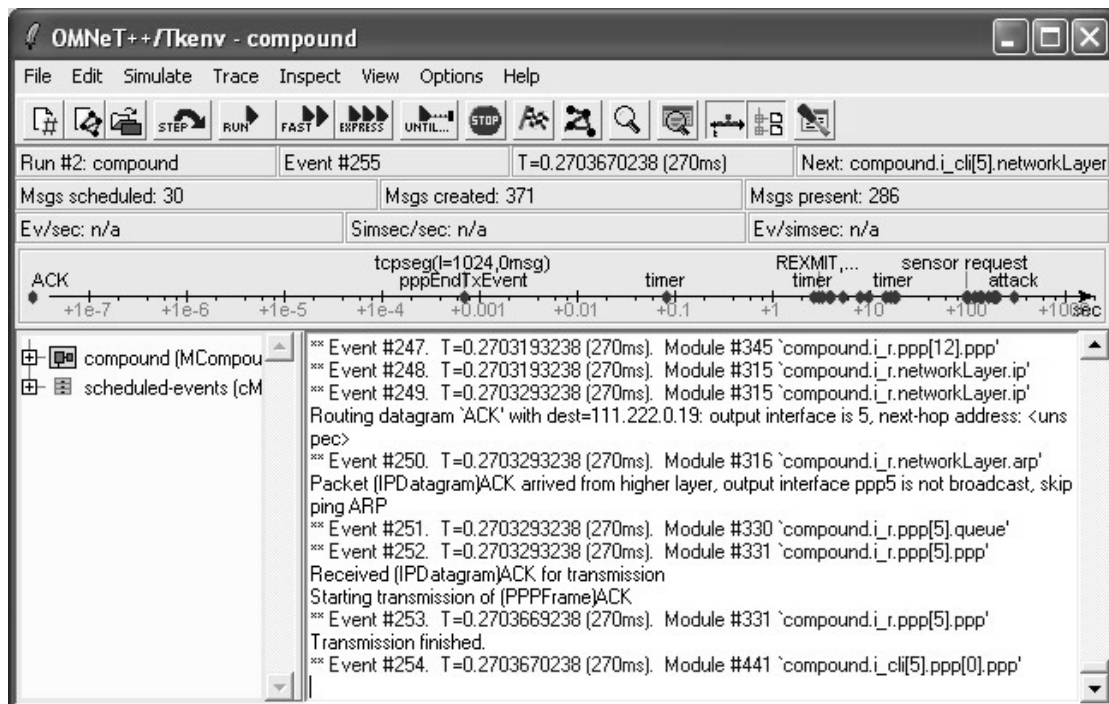 OMNeT++/Tkenv - compound
File Edit Simulate Trace Inspect View Options Help
STEP RUN FAST EXPRESS UNTIL... STOP
Run #2: compound Event #255 T=0.2703670238 (270ms) Next: compound.i_cli[5].networkLayer
Msgs scheduled: 30 Msgs created: 371 Msgs present: 286
Ev/sec: n/a Simsec/sec: n/a Ev/simsec: n/a
tcpseg(l=1024,0msg) REXMIT,... sensor request
ACK pppEndTxEvent timer timer timer attack
+1e-7 +1e-6 +1e-5 +1e-4 +0.001 +0.01 +0.1 +1 +10 +100 +1000 sec
compound (MCompou
scheduled-events (cM
** Event #247. T=0.2703193238 (270ms). Module #345 `compound.i_r.ppp[12].ppp'
** Event #248. T=0.2703193238 (270ms). Module #315 `compound.i_r.networkLayer.ip'
** Event #249. T=0.2703293238 (270ms). Module #315 `compound.i_r.networkLayer.ip'
Routing datagram `ACK' with dest=111.222.0.19: output interface is 5, next-hop address: <uns
pec>
** Event #250. T=0.2703293238 (270ms). Module #316 `compound.i_r.networkLayer.arp'
Packet (IPDatagram)ACK arrived from higher layer, output interface ppp5 is not broadcast, skip
ping ARP
** Event #251. T=0.2703293238 (270ms). Module #330 `compound.i_r.ppp[5].queue'
** Event #252. T=0.2703293238 (270ms). Module #331 `compound.i_r.ppp[5].ppp'
Received (IPDatagram)ACK for transmission
Starting transmission of (PPPFrame)ACK
** Event #253. T=0.2703669238 (270ms). Module #331 `compound.i_r.ppp[5].ppp'
Transmission finished.
** Event #254. T=0.2703670238 (270ms). Module #441 `compound.i_cli[5].ppp[0].ppp'